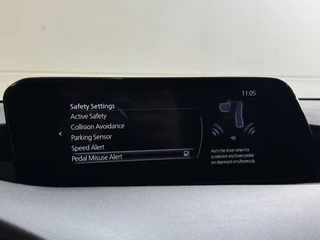 11:05
Safety Settings
Active Safety
Collision Avoidance
Parking Sensor
Speed Alert
Pedal Misuse Alert
Alerts the driver when the
accelerator and brake pedals
are depressed simultaneously.